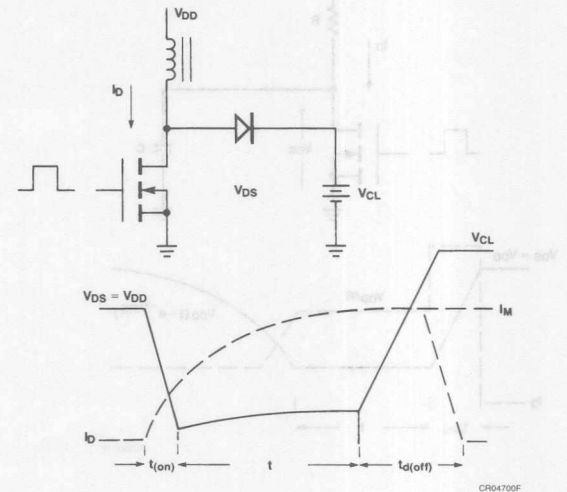 VDD
ID
VDS
VCL
VCL
VDS = VDD
IM
ID
t(on)
t
td(off)
CR04700F